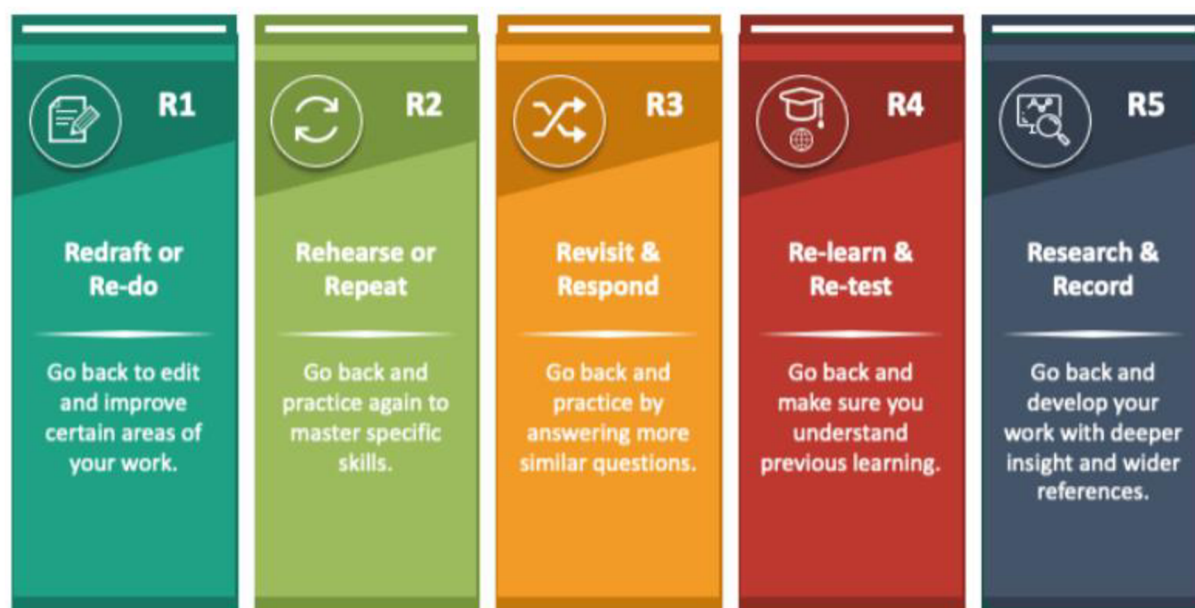 R1
Redraft or
Re-do
Go back to edit
and improve
certain areas of
your work.
R2
Rehearse or
Repeat
Go back and
practice again to
master specific
skills.
R3
Revisit &
Respond
Go back and
practice by
answering more
similar questions.
R4
Re-learn &
Re-test
Go back and
make sure you
understand
previous learning.
R5
Research &
Record
Go back and
develop your
work with deeper
insight and wider
references.